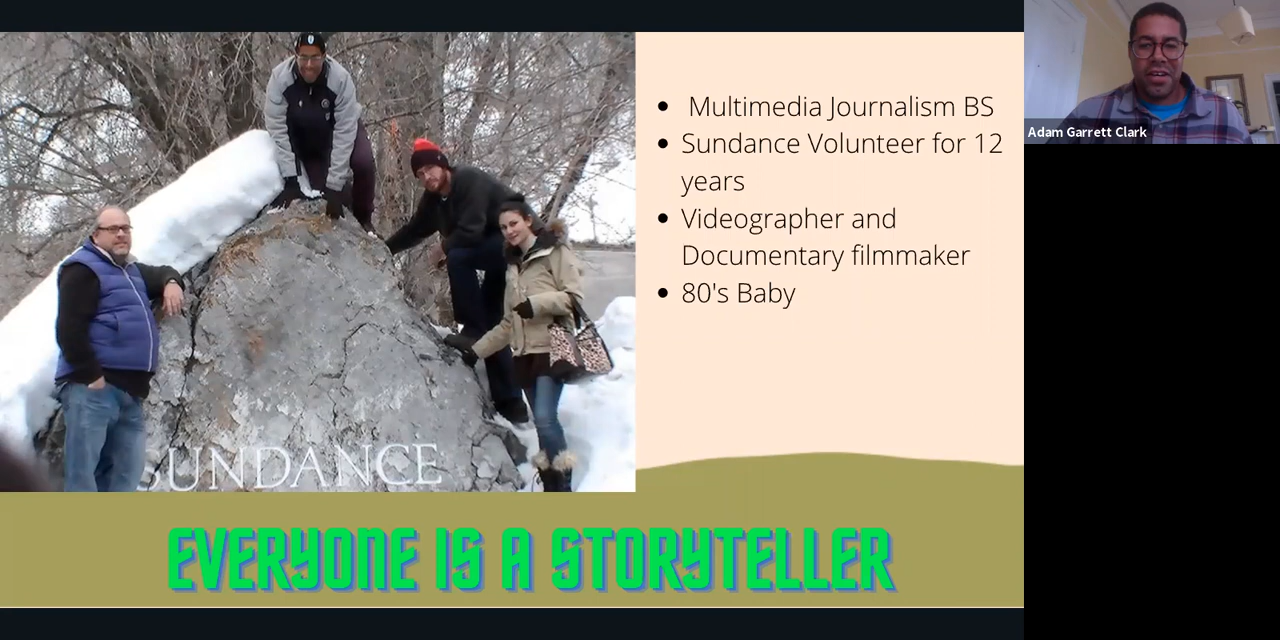 Multimedia Journalism BS
Sundance Volunteer for 12
years
Videographer and
Documentary filmmaker
80's Baby
Adam Garrett Clark
SUNDANCE
EVERYONE IS A STORYTELLER